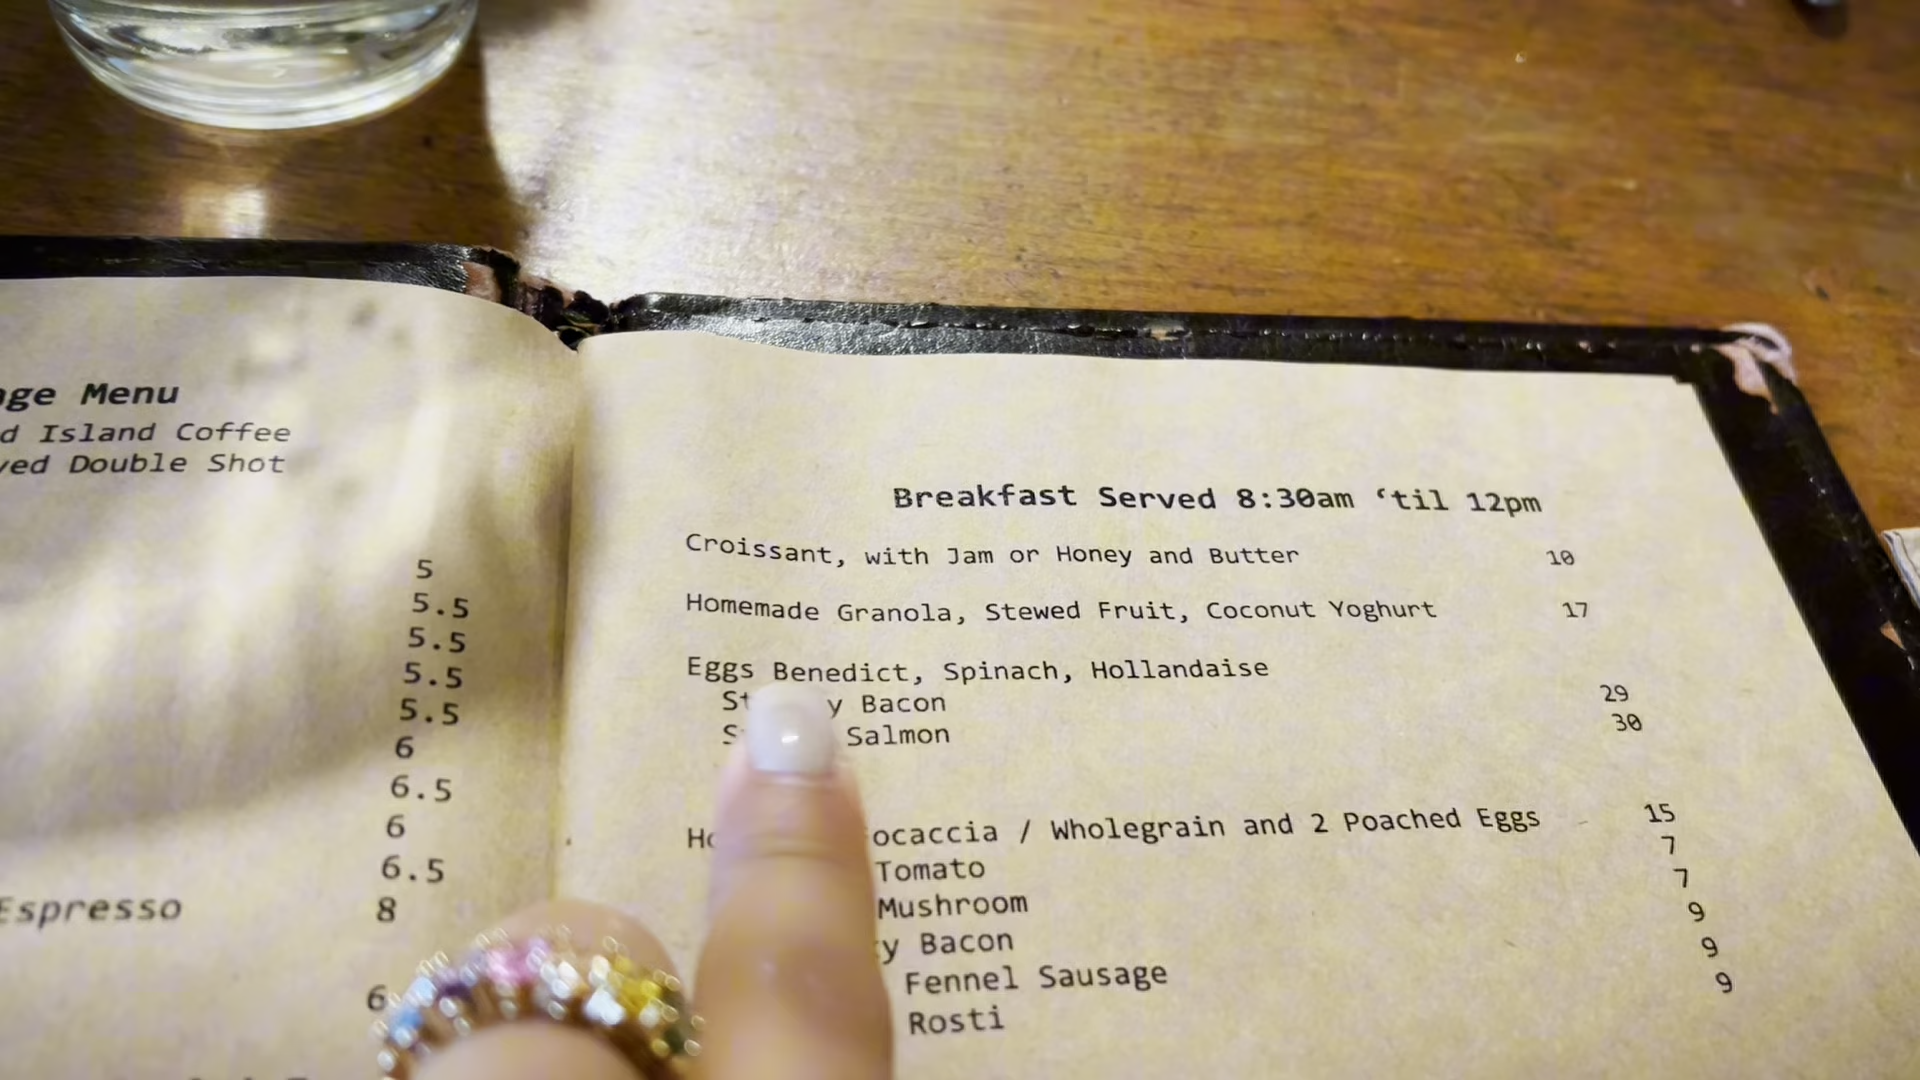 Menu
Island Coffee
Double Shot
5
5.5
5.5
5.5
5.5
6
6.5
6
6.5
Espresso 8
6
Breakfast Served 8:30am ‘til 12pm
Croissant, with Jam or Honey and Butter 10
Homemade Granola, Stewed Fruit, Coconut Yoghurt 17
Eggs Benedict, Spinach, Hollandaise
Bacon 29
Salmon 30
/ Wholegrain and 2 Poached Eggs 15
Tomato 7
Mushroom 7
Bacon 9
Fennel Sausage 9
Rosti 9